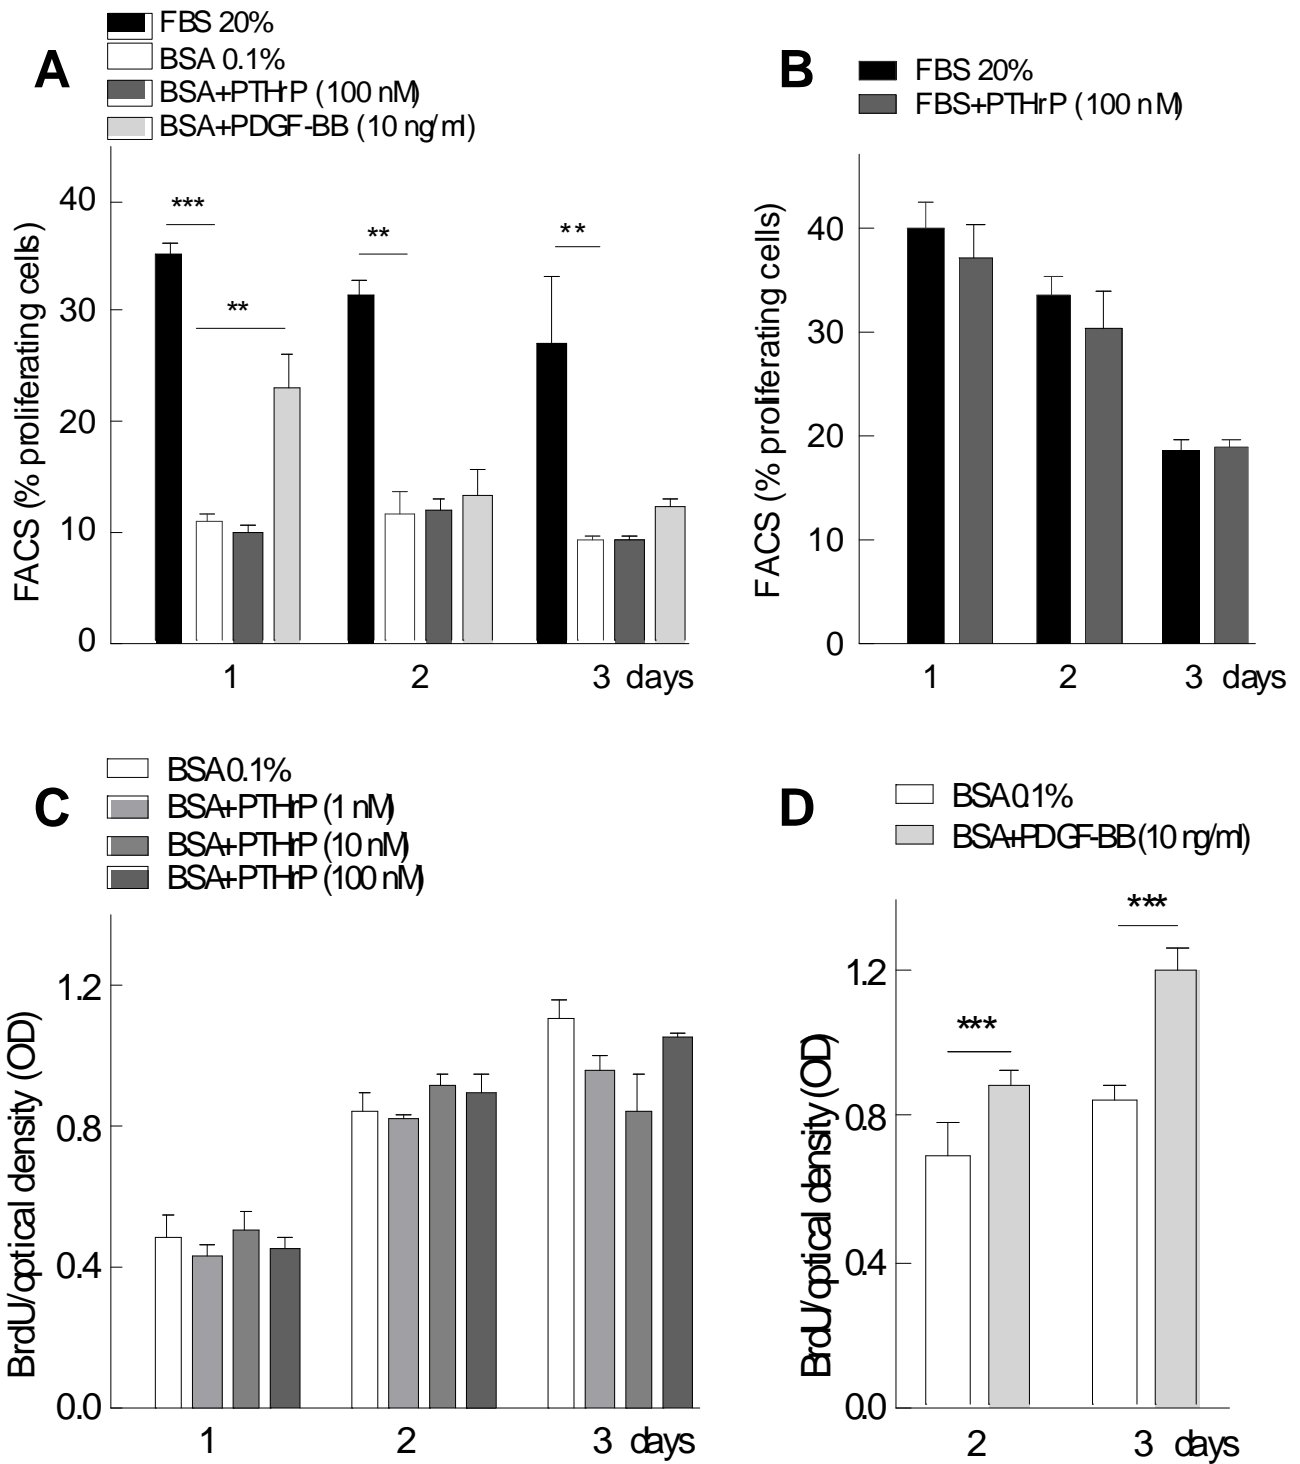 A
FBS 20%
BSA 0.1%
BSA+PTHrP (100 nM)
BSA+PDGF-BB (10 ng/ml)
FACS (% proliferating cells)
40
30
20
10
0
***
**
**
**
1 2 3 days
B
FBS 20%
FBS+PTHrP (100 nM)
FACS (% proliferating cells)
40
30
20
10
0
1 2 3 days
C
BSA 0.1%
BSA+PTHrP (1 nM)
BSA+PTHrP (10 nM)
BSA+PTHrP (100 nM)
BrdU/optical density (OD)
1.2
0.8
0.4
0.0
1 2 3 days
D
BSA 0.1%
BSA+PDGF-BB (10 ng/ml)
BrdU/optical density (OD)
1.2
0.8
0.4
0.0
***
***
2 3 days